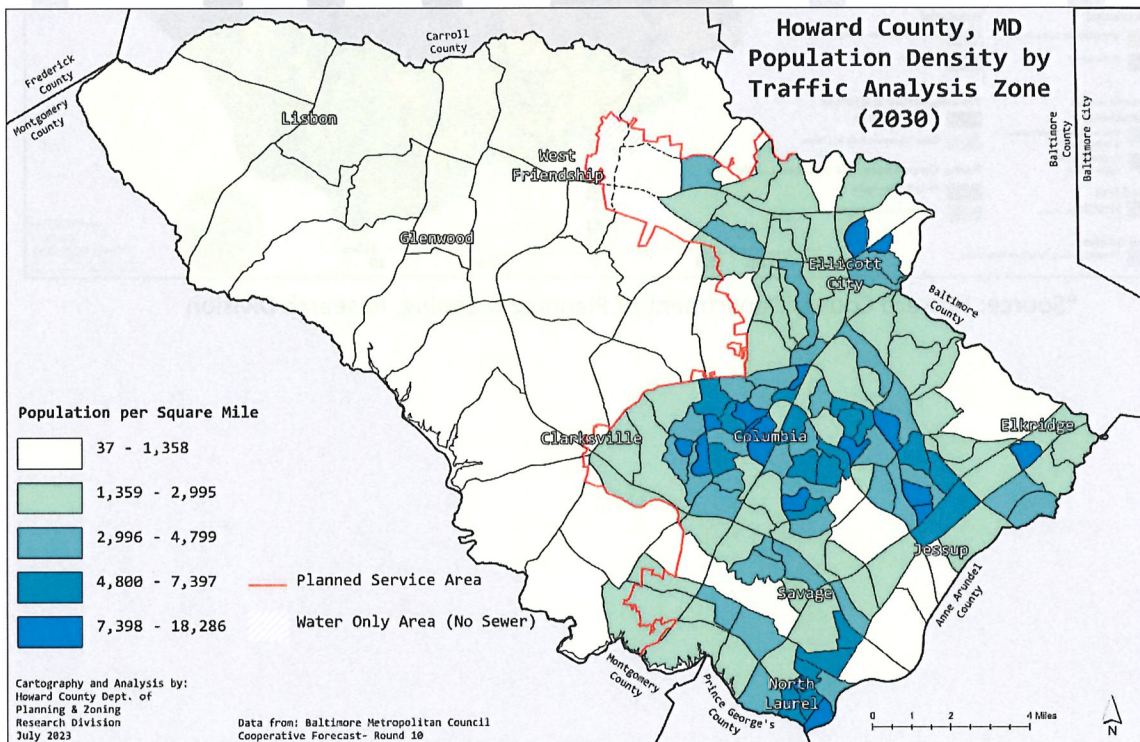 Howard County, MD
Population Density by
Traffic Analysis Zone
(2030)
Carroll
County
Frederick
County
Montgomery
County
Baltimore
County
Baltimore City
Lisbon
West
Friendship
Glenwood
Ellicott
City
Baltimore
County
Clarksville
Columbia
Elkridge
Jessup
Savage
Anne Arundel
County
North
Laurel
Montgomery
County
Prince George's
County
Population per Square Mile
37 - 1,358
1,359 - 2,995
2,996 - 4,799
4,800 - 7,397
7,398 - 18,286
Planned Service Area
Water Only Area (No Sewer)
Cartography and Analysis by:
Howard County Dept. of
Planning & Zoning
Research Division
July 2023
Data from: Baltimore Metropolitan Council
Cooperative Forecast- Round 10
0 1 2 4 Miles
N